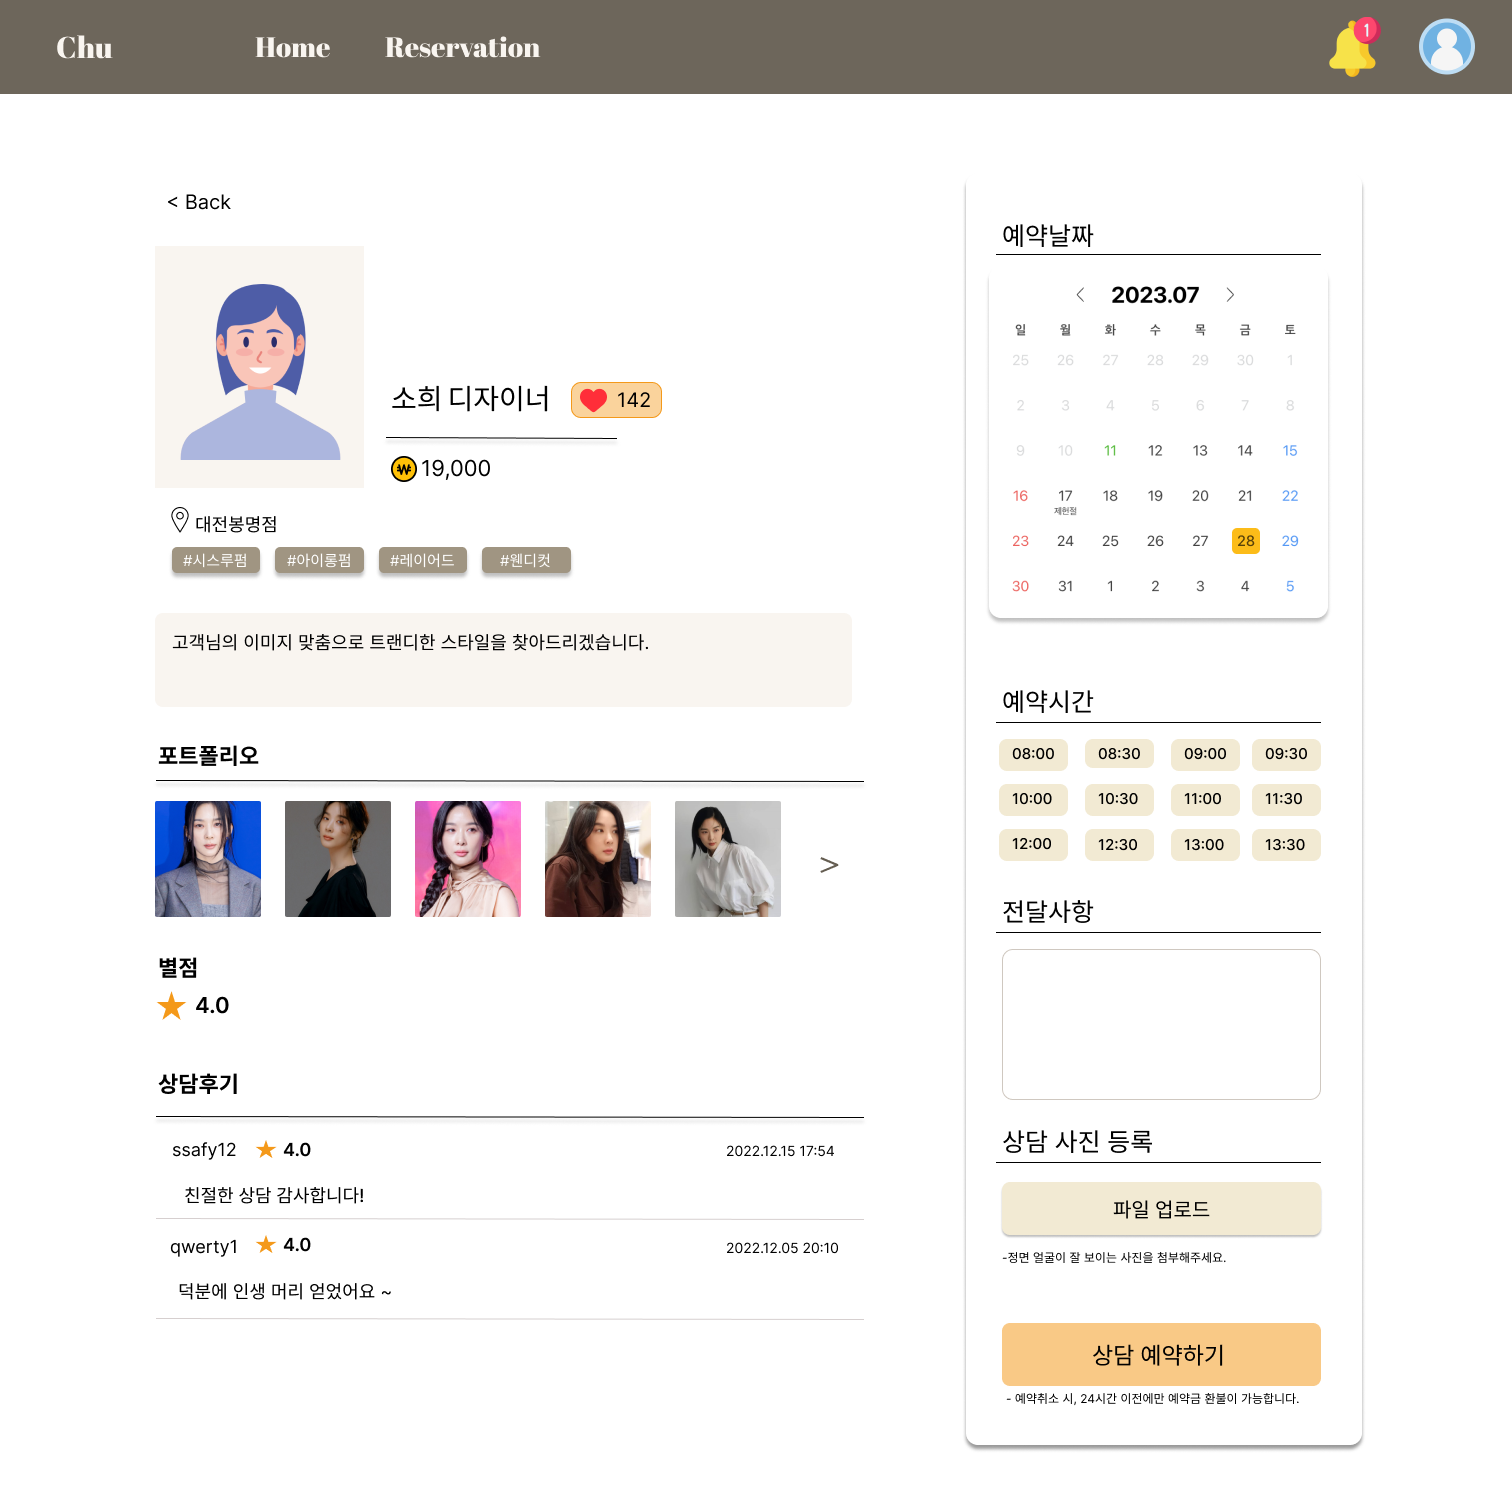 Chu Home Reservation 1
< Back
소희 디자이너 142
₩ 19,000
대전봉명점
#시스루펌 #아이롱펌 #레이어드 #웬디컷
고객님의 이미지 맞춤으로 트랜디한 스타일을 찾아드리겠습니다.
포트폴리오
>
별점
4.0
상담후기
ssafy12 4.0 2022.12.15 17:54
친절한 상담 감사합니다!
qwerty1 4.0 2022.12.05 20:10
덕분에 인생 머리 얻었어요 ~
예약날짜
2023.07
일 월 화 수 목 금 토
25 26 27 28 29 30 1
2 3 4 5 6 7 8
9 10 11 12 13 14 15
16 17 18 19 20 21 22
제헌절
23 24 25 26 27 28 29
30 31 1 2 3 4 5
예약시간
08:00 08:30 09:00 09:30
10:00 10:30 11:00 11:30
12:00 12:30 13:00 13:30
전달사항
상담 사진 등록
파일 업로드
-정면 얼굴이 잘 보이는 사진을 첨부해주세요.
상담 예약하기
- 예약취소 시, 24시간 이전에만 예약금 환불이 가능합니다.